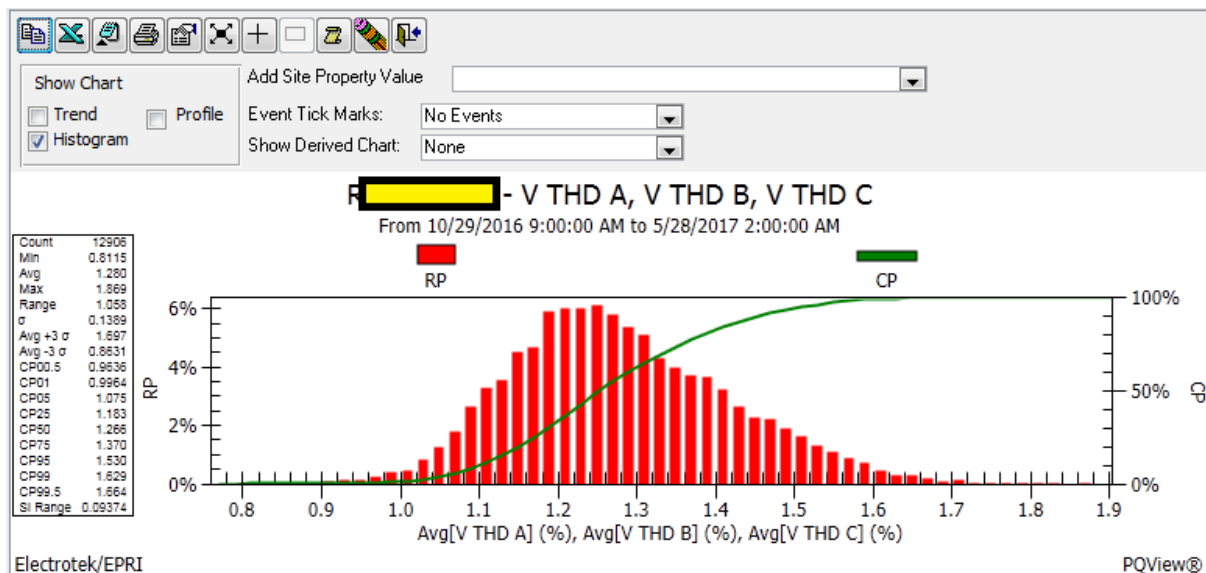 Show Chart
Add Site Property Value
Trend
Profile
Event Tick Marks:
No Events
Histogram
Show Derived Chart:
None
R - V THD A, V THD B, V THD C
From 10/29/2016 9:00:00 AM to 5/28/2017 2:00:00 AM
RP
CP
Count 12906
Min 0.8115
Avg 1.280
Max 1.869
Range 1.058
σ 0.1389
Avg +3 σ 1.697
Avg -3 σ 0.8631
CP00.5 0.9636
CP01 0.9964
CP05 1.075
CP25 1.183
CP50 1.266
CP75 1.370
CP95 1.530
CP99 1.629
CP99.5 1.664
SI Range 0.09374
RP
6%
4%
2%
0%
100%
50%
0%
CP
0.8 0.9 1.0 1.1 1.2 1.3 1.4 1.5 1.6 1.7 1.8 1.9
Avg[V THD A] (%), Avg[V THD B] (%), Avg[V THD C] (%)
Electrotek/EPRI
PQView®